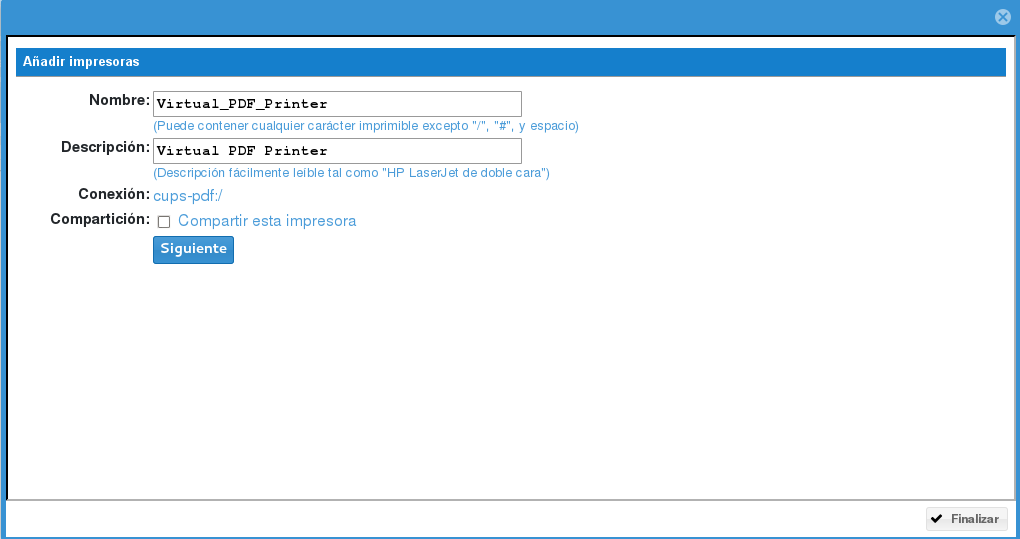 Añadir impresoras
Nombre: Virtual_PDF_Printer
(Puede contener cualquier carácter imprimible excepto "/", "#", y espacio)
Descripción: Virtual PDF Printer
(Descripción fácilmente leíble tal como "HP LaserJet de doble cara")
Conexión: cups-pdf:/
Compartición: Compartir esta impresora
Siguiente
Finalizar